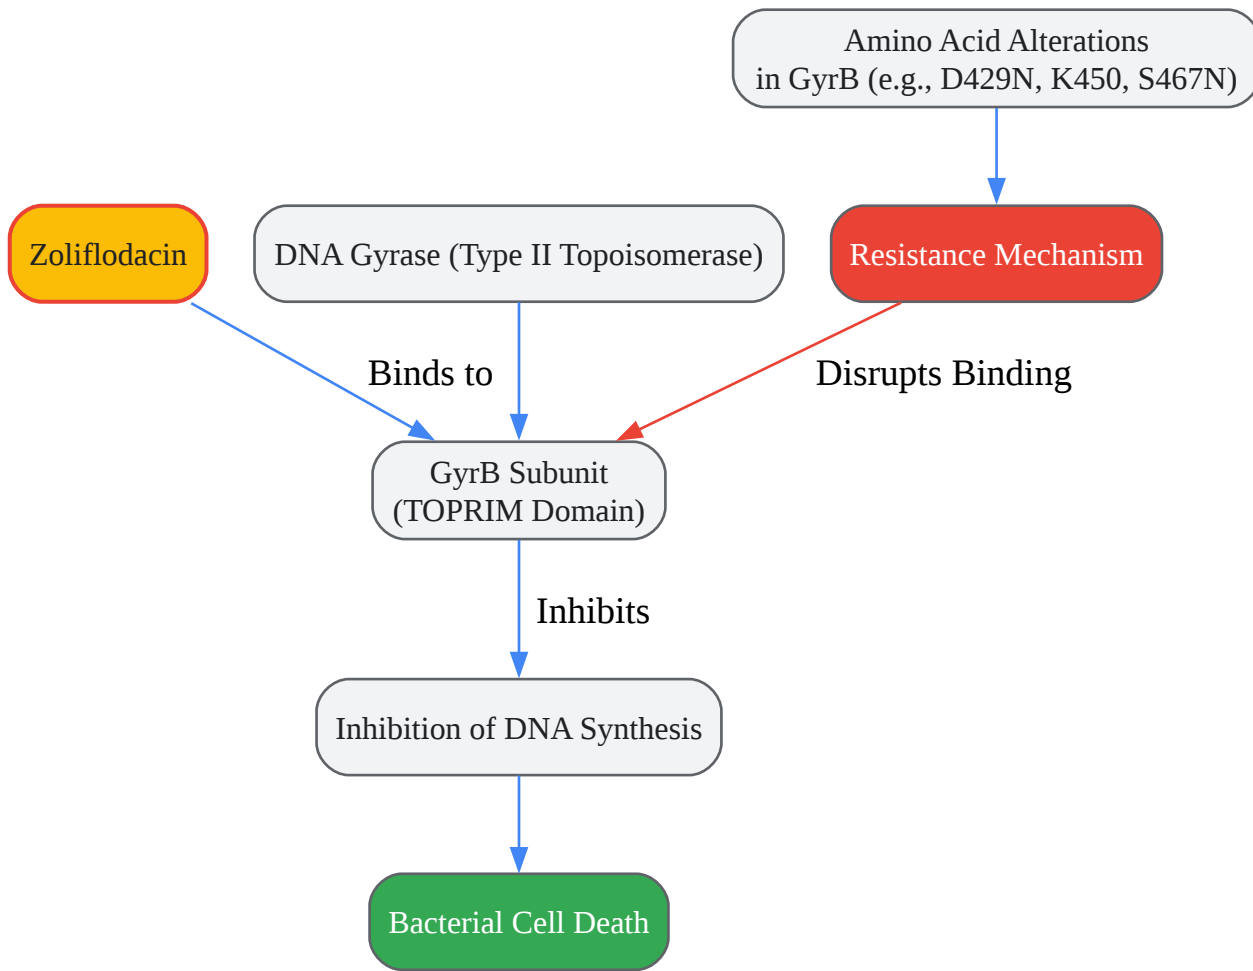 Amino Acid Alterations
in GyrB (e.g., D429N, K450, S467N)
Zoliflodacin
DNA Gyrase (Type II Topoisomerase)
Resistance Mechanism
Binds to
Disrupts Binding
GyrB Subunit
(TOPRIM Domain)
Inhibits
Inhibition of DNA Synthesis
Bacterial Cell Death